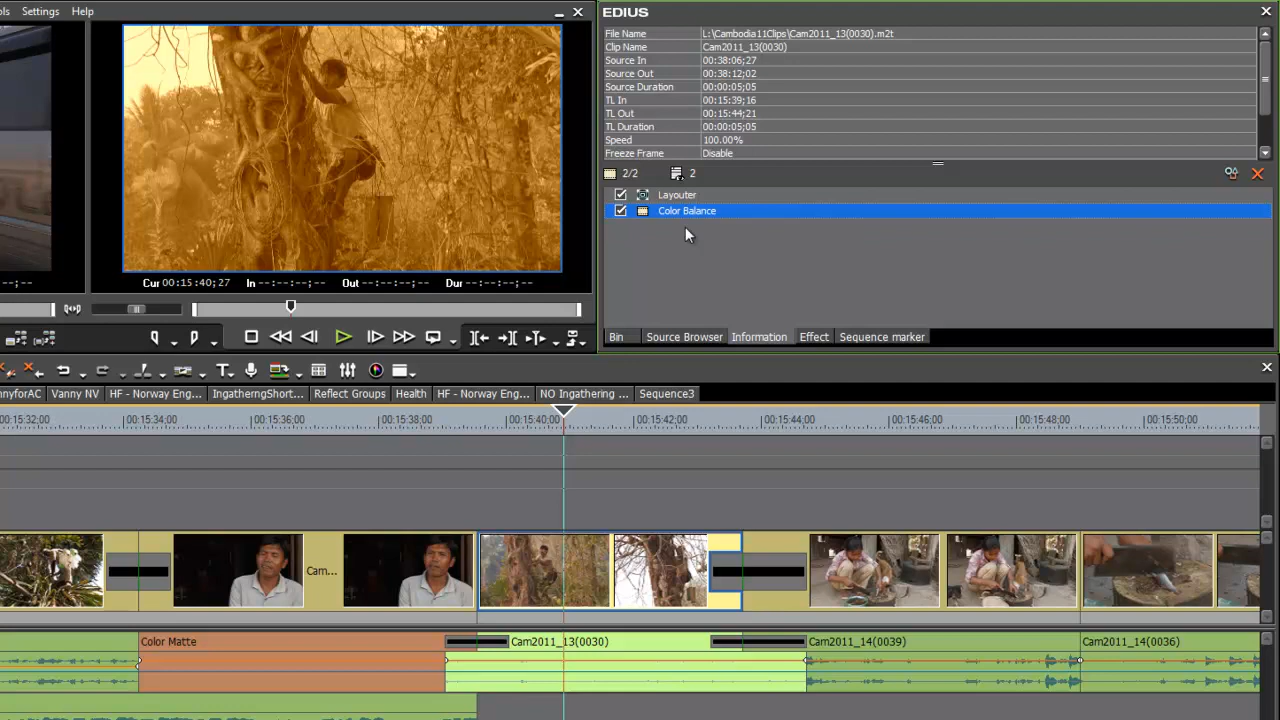 ols Settings Help
EDIUS
File Name L:\Cambodia11Clips\Cam2011_13(0030).m2t
Clip Name Cam2011_13(0030)
Source In 00:38:06;27
Source Out 00:38:12;02
Source Duration 00:00:05;05
TL In 00:15:39;16
TL Out 00:15:44;21
TL Duration 00:00:05;05
Speed 100.00%
Freeze Frame Disable
2/2 2
Layouter
Color Balance
--;-- Cur 00:15:40;27 In --:--:--;-- Out --:--:--;-- Dur --:--:--;--
Bin Source Browser Information Effect Sequence marker
nnyforAC Vanny NV HF - Norway Eng... IngatherngShort... Reflect Groups Health HF - Norway Eng... NO Ingathering ... Sequence3
00:15:32;00 00:15:34;00 00:15:36;00 00:15:38;00 00:15:40;00 00:15:42;00 00:15:44;00 00:15:46;00 00:15:48;00 00:15:50;00
Cam...
Color Matte Cam2011_13(0030) Cam2011_14(0039) Cam2011_14(0036)